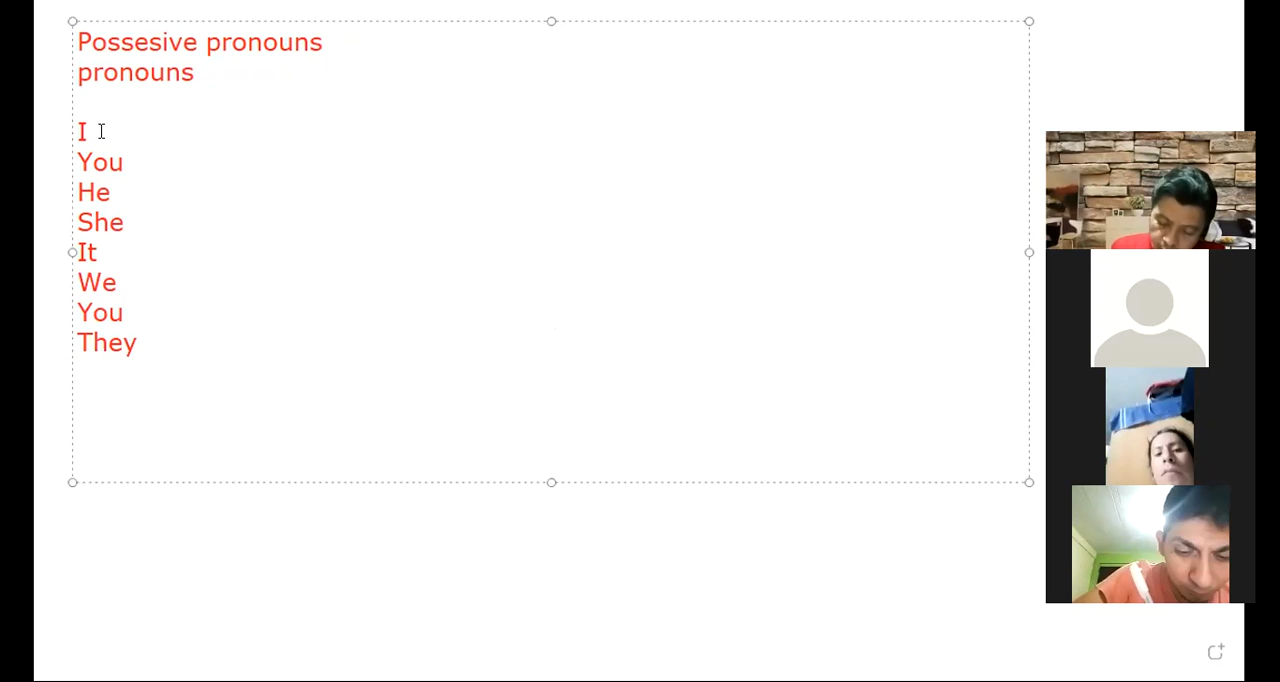 Possesive pronouns
pronouns
I
You
He
She
It
We
You
They